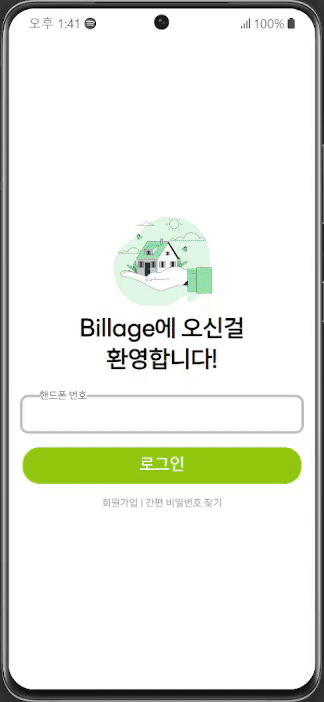 오후 1:41 100%
Billage에 오신걸
환영합니다!
핸드폰 번호
로그인
회원가입 | 간편 비밀번호 찾기